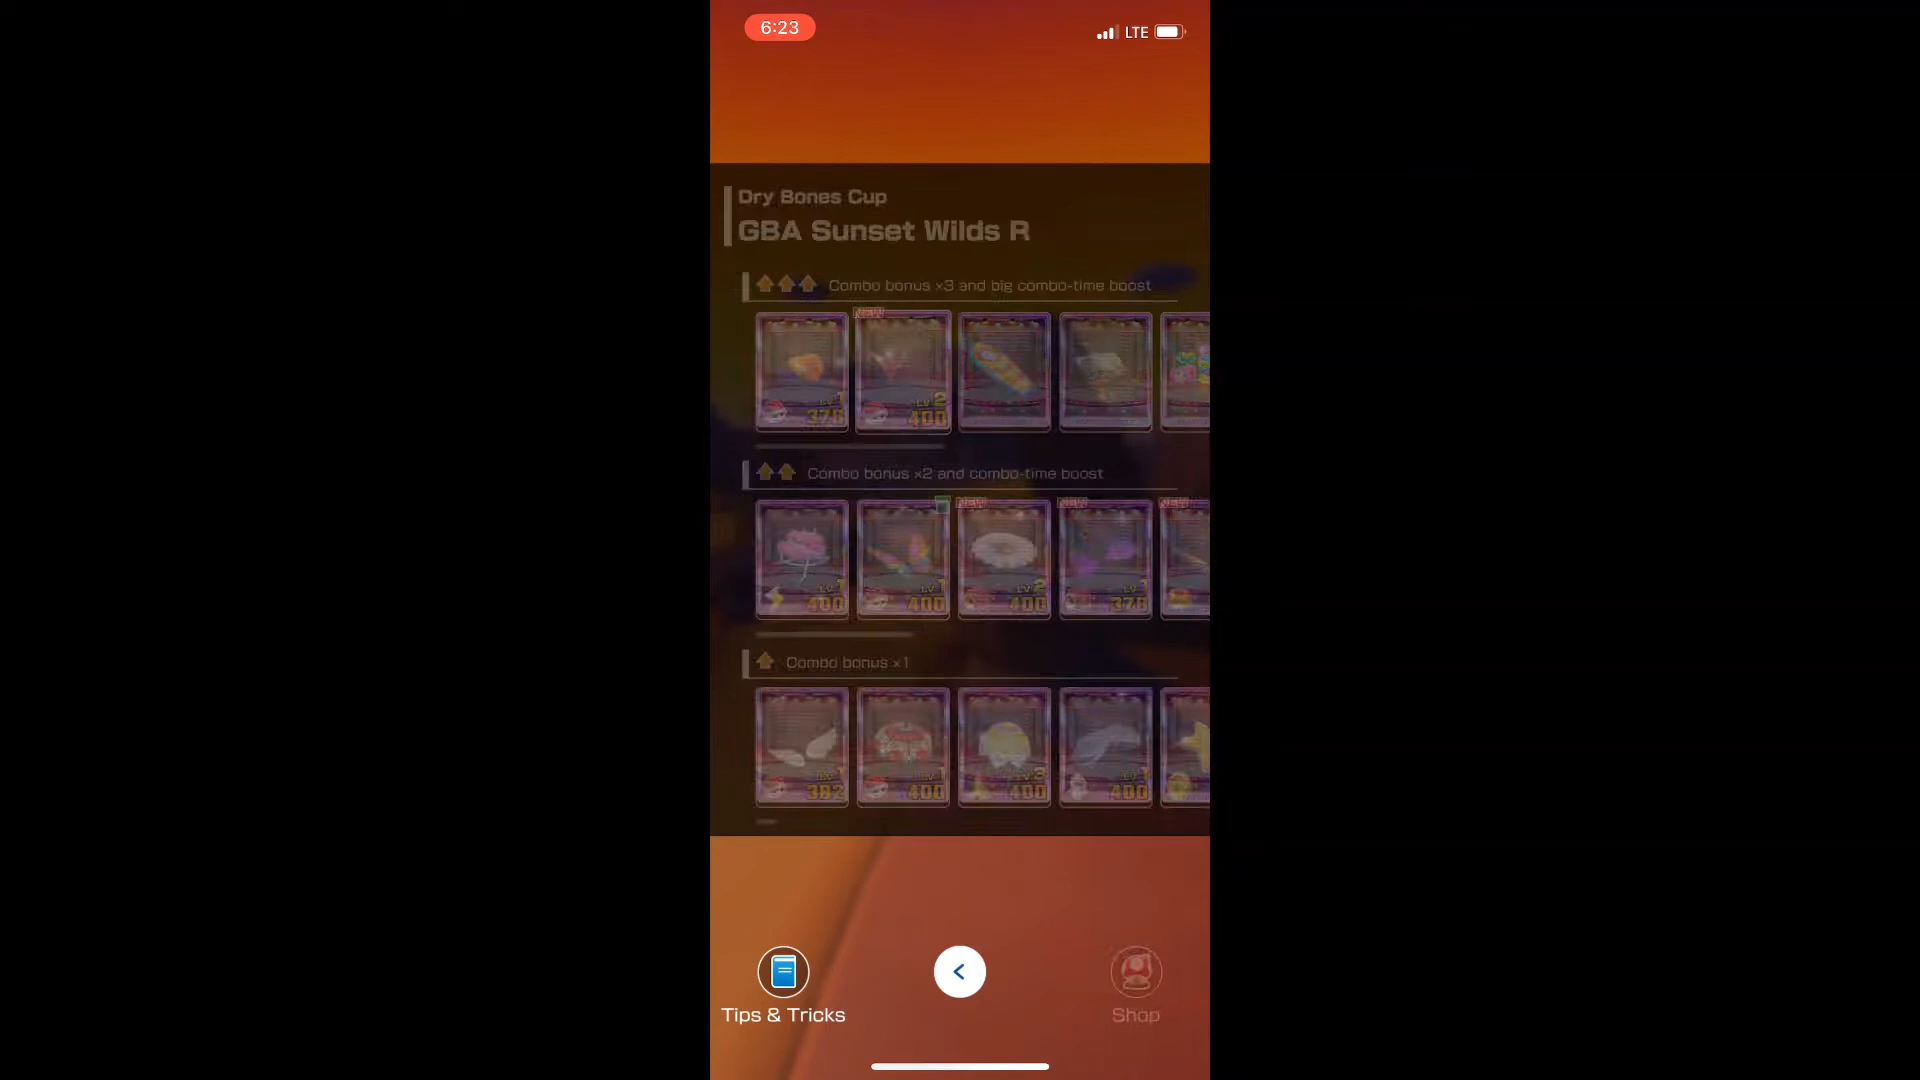 6:23
LTE
Dry Bones Cup
GBA Sunset Wilds R
Combo bonus ×3 and big combo-time boost
NEW
LV 1
LV 2
376
400
Combo bonus ×2 and combo-time boost
NEW
NEW
NEW
LV 1
LV 1
LV 2
LV 1
400
400
400
376
Combo bonus ×1
LV 1
LV 1
LV 3
LV 1
392
400
400
400
Tips & Tricks
Shop